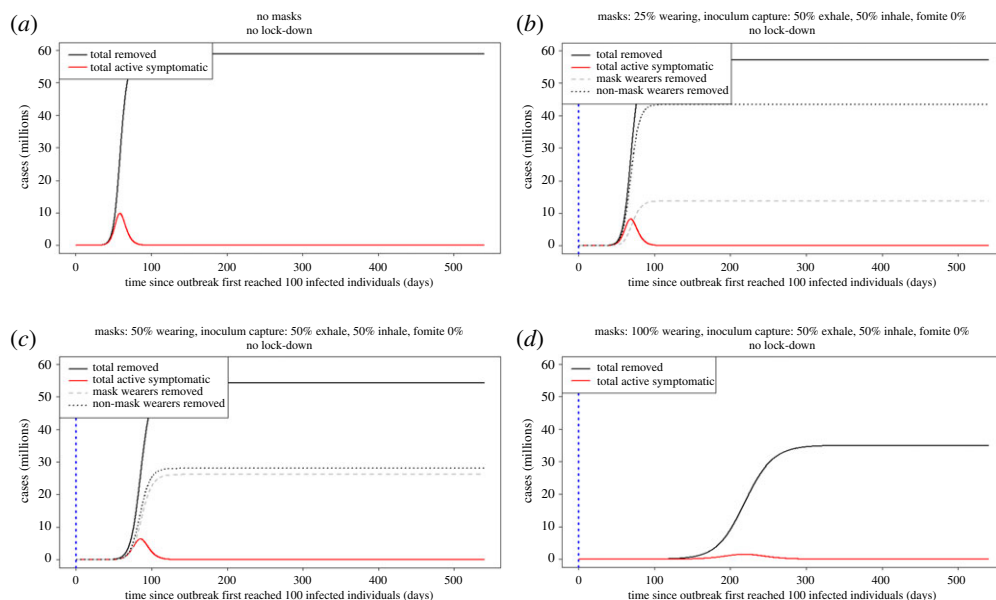 (a)
no masks
no lock-down
60
50
40
30
20
10
0
cases (millions)
total removed
total active symptomatic
0 100 200 300 400 500
time since outbreak first reached 100 infected individuals (days)
(b)
masks: 25% wearing, inoculum capture: 50% exhale, 50% inhale, fomite 0%
no lock-down
60
50
40
30
20
10
0
cases (millions)
total removed
total active symptomatic
mask wearers removed
non-mask wearers removed
0 100 200 300 400 500
time since outbreak first reached 100 infected individuals (days)
(c)
masks: 50% wearing, inoculum capture: 50% exhale, 50% inhale, fomite 0%
no lock-down
60
50
40
30
20
10
0
cases (millions)
total removed
total active symptomatic
mask wearers removed
non-mask wearers removed
0 100 200 300 400 500
time since outbreak first reached 100 infected individuals (days)
(d)
masks: 100% wearing, inoculum capture: 50% exhale, 50% inhale, fomite 0%
no lock-down
60
50
40
30
20
10
0
cases (millions)
total removed
total active symptomatic
0 100 200 300 400 500
time since outbreak first reached 100 infected individuals (days)